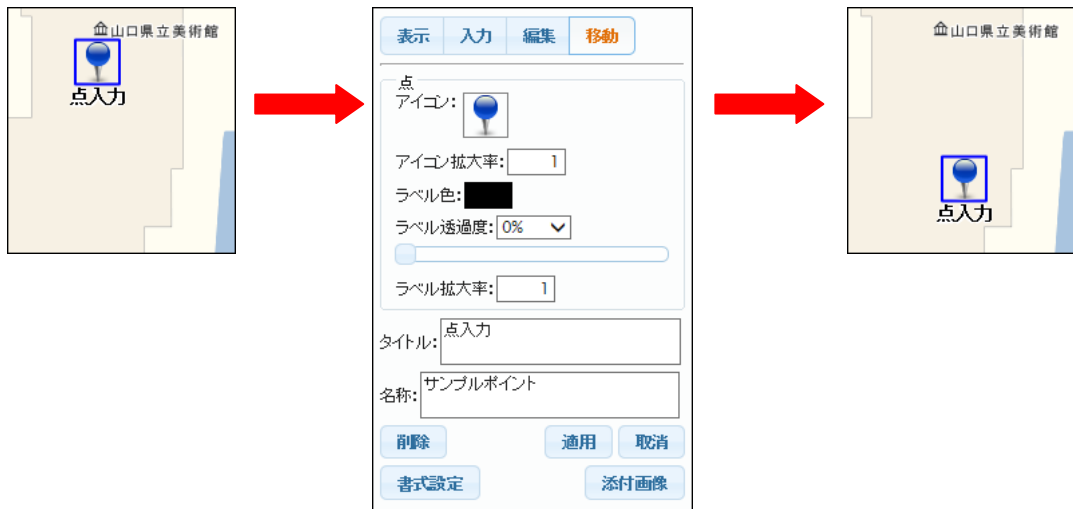 山口県立美術館
点入力
表示 入力 編集 移動
点
アイコン:
アイコン拡大率: 1
ラベル色:
ラベル透過度: 0%
ラベル拡大率: 1
タイトル: 点入力
名称: サンプルポイント
削除 適用 取消
書式設定 添付画像
山口県立美術館
点入力